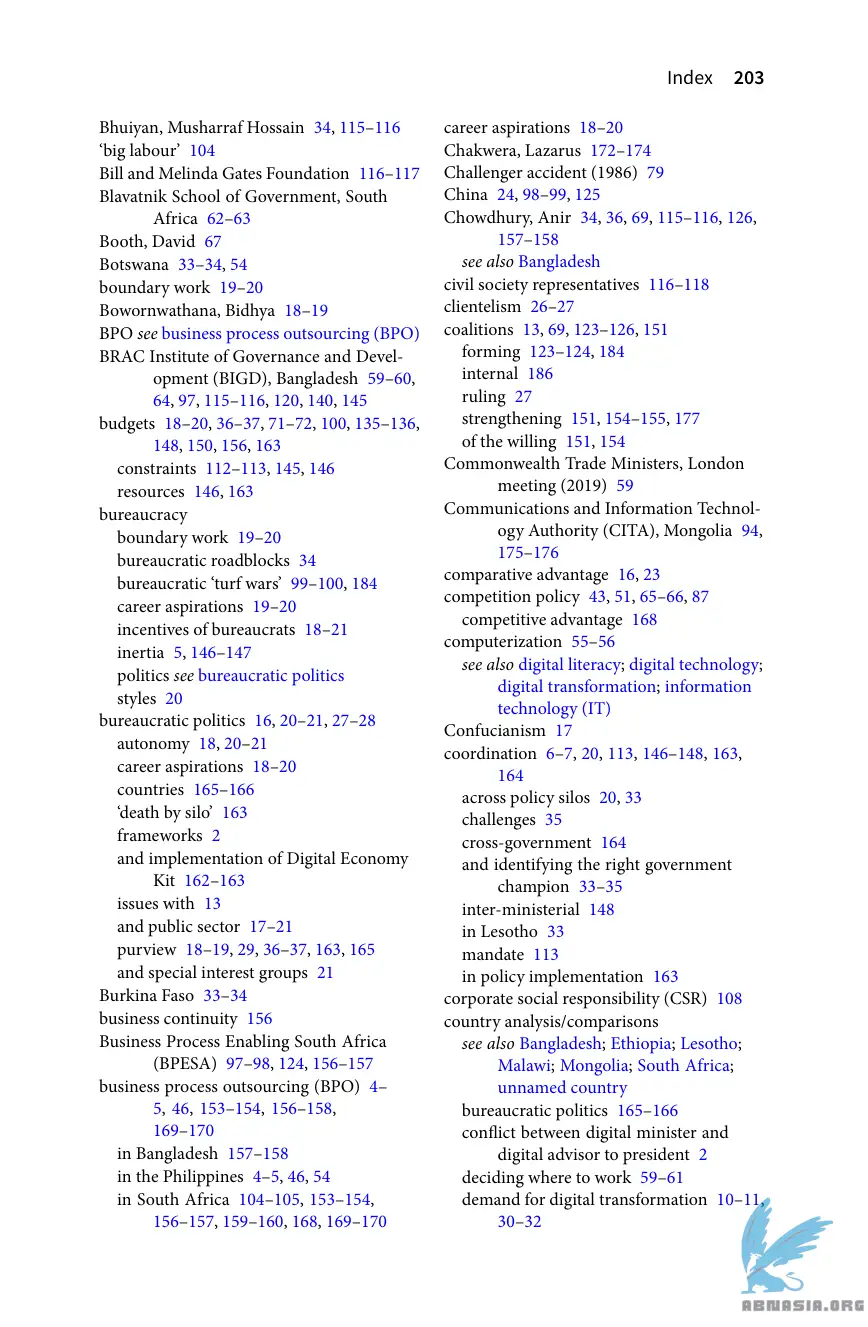 Index 203
Bhuiyan, Musharraf Hossain 34, 115–116
‘big labour’ 104
Bill and Melinda Gates Foundation 116–117
Blavatnik School of Government, South
Africa 62–63
Booth, David 67
Botswana 33–34, 54
boundary work 19–20
Bowornwathana, Bidhya 18–19
BPO see business process outsourcing (BPO)
BRAC Institute of Governance and Devel-
opment (BIGD), Bangladesh 59–60,
64, 97, 115–116, 120, 140, 145
budgets 18–20, 36–37, 71–72, 100, 135–136,
148, 150, 156, 163
constraints 112–113, 145, 146
resources 146, 163
bureaucracy
boundary work 19–20
bureaucratic roadblocks 34
bureaucratic ‘turf wars’ 99–100, 184
career aspirations 19–20
incentives of bureaucrats 18–21
inertia 5, 146–147
politics see bureaucratic politics
styles 20
bureaucratic politics 16, 20–21, 27–28
autonomy 18, 20–21
career aspirations 18–20
countries 165–166
‘death by silo’ 163
frameworks 2
and implementation of Digital Economy
Kit 162–163
issues with 13
and public sector 17–21
purview 18–19, 29, 36–37, 163, 165
and special interest groups 21
Burkina Faso 33–34
business continuity 156
Business Process Enabling South Africa
(BPESA) 97–98, 124, 156–157
business process outsourcing (BPO) 4–
5, 46, 153–154, 156–158,
169–170
in Bangladesh 157–158
in the Philippines 4–5, 46, 54
in South Africa 104–105, 153–154,
156–157, 159–160, 168, 169–170
career aspirations 18–20
Chakwera, Lazarus 172–174
Challenger accident (1986) 79
China 24, 98–99, 125
Chowdhury, Anir 34, 36, 69, 115–116, 126,
157–158
see also Bangladesh
civil society representatives 116–118
clientelism 26–27
coalitions 13, 69, 123–126, 151
forming 123–124, 184
internal 186
ruling 27
strengthening 151, 154–155, 177
of the willing 151, 154
Commonwealth Trade Ministers, London
meeting (2019) 59
Communications and Information Technol-
ogy Authority (CITA), Mongolia 94,
175–176
comparative advantage 16, 23
competition policy 43, 51, 65–66, 87
competitive advantage 168
computerization 55–56
see also digital literacy; digital technology;
digital transformation; information
technology (IT)
Confucianism 17
coordination 6–7, 20, 113, 146–148, 163,
164
across policy silos 20, 33
challenges 35
cross-government 164
and identifying the right government
champion 33–35
inter-ministerial 148
in Lesotho 33
mandate 113
in policy implementation 163
corporate social responsibility (CSR) 108
country analysis/comparisons
see also Bangladesh; Ethiopia; Lesotho;
Malawi; Mongolia; South Africa;
unnamed country
bureaucratic politics 165–166
conflict between digital minister and
digital advisor to president 2
deciding where to work 59–61
demand for digital transformation 10–11,
30–32
ABNASIA.ORG